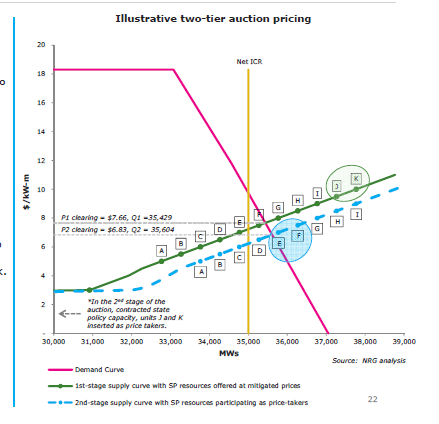 Illustrative two-tier auction pricing
20
18
16
14
12
10
8
6
4
2
-
$/kW-m
Net ICR
P1 clearing = $7.66, Q1 =35,429
P2 clearing = $6.83, Q2 = 35,604
A
B
C
D
E
F
G
H
I
J
K
A
B
C
D
E
F
G
H
I
*In the 2nd stage of the
auction, contracted state
policy capacity, units J and K
inserted as price takers.
30,000 31,000 32,000 33,000 34,000 35,000 36,000 37,000 38,000 39,000
MWs
Source: NRG analysis
Demand Curve
1st-stage supply curve with SP resources offered at mitigated prices
2nd-stage supply curve with SP resources participating as price-takers
22